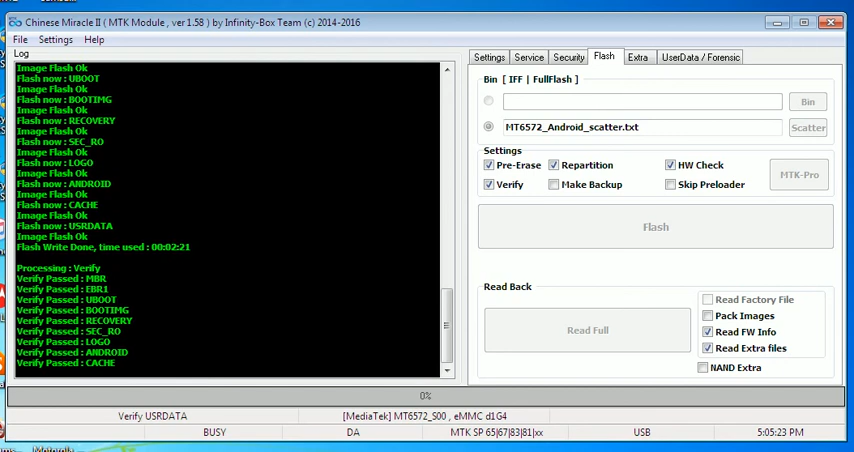 Chinese Miracle II ( MTK Module , ver 1.58 ) by Infinity-Box Team (c) 2014-2016
File Settings Help
Log
Image Flash Ok
Flash now : UBOOT
Image Flash Ok
Flash now : BOOTIMG
Image Flash Ok
Flash now : RECOVERY
Image Flash Ok
Flash now : SEC_RO
Image Flash Ok
Flash now : LOGO
Image Flash Ok
Flash now : ANDROID
Image Flash Ok
Flash now : CACHE
Image Flash Ok
Flash now : USRDATA
Image Flash Ok
Flash Write Done, time used : 00:02:21
Processing : Verify
Verify Passed : MBR
Verify Passed : EBR1
Verify Passed : UBOOT
Verify Passed : BOOTIMG
Verify Passed : RECOVERY
Verify Passed : SEC_RO
Verify Passed : LOGO
Verify Passed : ANDROID
Verify Passed : CACHE
Settings Service Security Flash Extra UserData / Forensic
Bin [ IFF | FullFlash ]
Bin
MT6572_Android_scatter.txt Scatter
Settings
Pre-Erase Repartition HW Check
MTK-Pro
Verify Make Backup Skip Preloader
Flash
Read Back
Read Full
Read Factory File
Pack Images
Read FW Info
Read Extra files
NAND Extra
0%
Verify USRDATA [MediaTek] MT6572_S00 , eMMC d1G4
BUSY DA MTK SP 65|67|83|81|xx USB 5:05:23 PM
Motorola